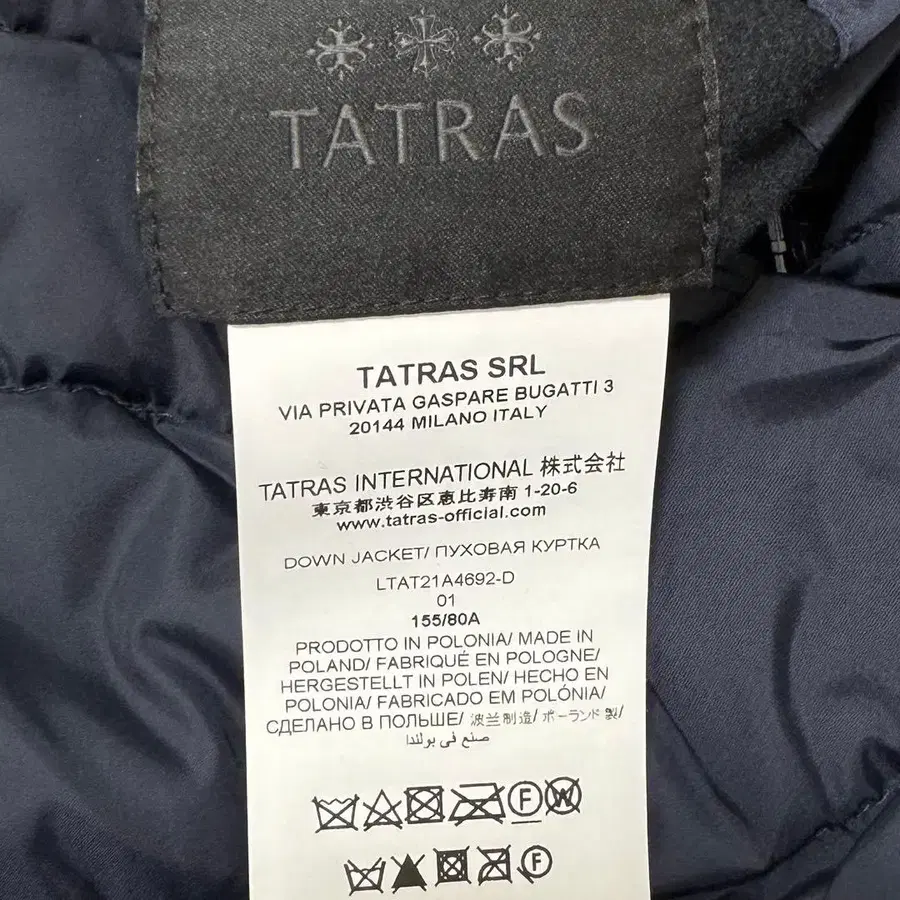 TATRAS
TATRAS SRL
VIA PRIVATA GASPARE BUGATTI 3
20144 MILANO ITALY
TATRAS INTERNATIONAL 株式会社
東京都渋谷区恵比寿南 1-20-6
www.tatras-official.com
DOWN JACKET/ ПУХОВАЯ КУРТКА
LTAT21A4692-D
01
155/80A
PRODOTTO IN POLONIA/ MADE IN
POLAND/ FABRIQUÉ EN POLOGNE/
HERGESTELLT IN POLEN/ HECHO EN
POLONIA/ FABRICADO EM POLÓNIA/
СДЕЛАНО В ПОЛЬШЕ/ 波兰制造/ ポーランド 製/
صنع في بولندا
F W
F